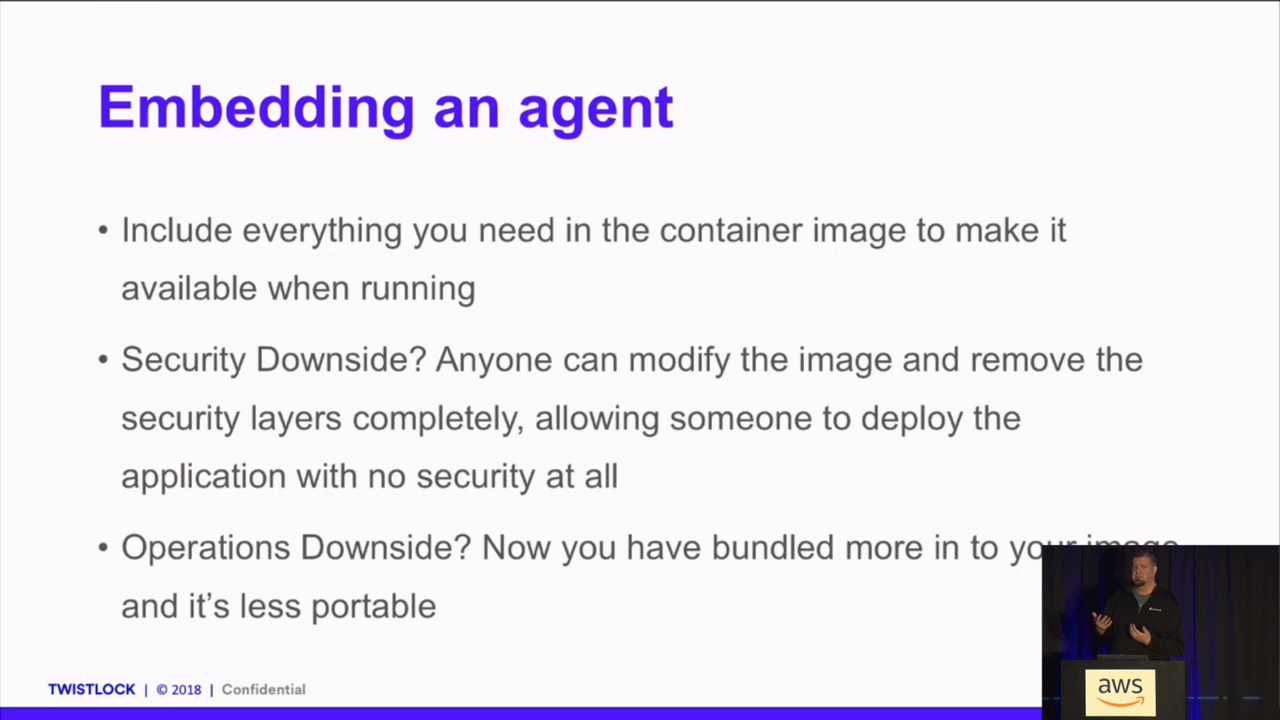 Embedding an agent
• Include everything you need in the container image to make it
available when running
• Security Downside? Anyone can modify the image and remove the
security layers completely, allowing someone to deploy the
application with no security at all
• Operations Downside? Now you have bundled more in to your image
and it’s less portable
TWISTLOCK | © 2018 | Confidential
aws